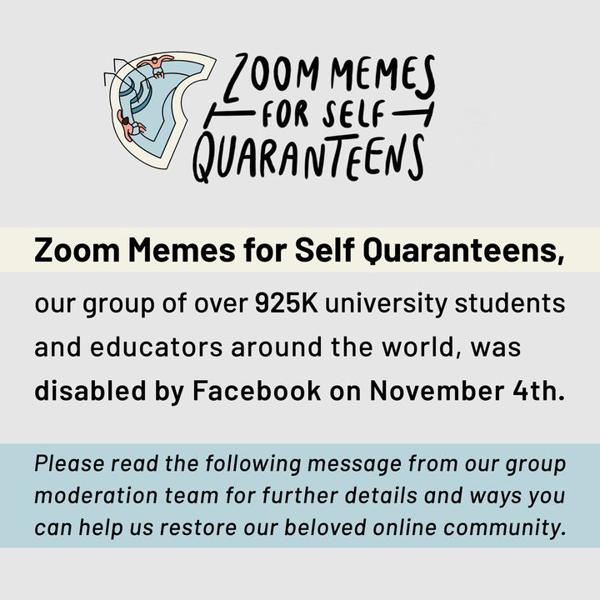 ZOOM MEMES
FOR SELF
QUARANTEENS
Zoom Memes for Self Quaranteens,
our group of over 925K university students
and educators around the world, was
disabled by Facebook on November 4th.
Please read the following message from our group
moderation team for further details and ways you
can help us restore our beloved online community.